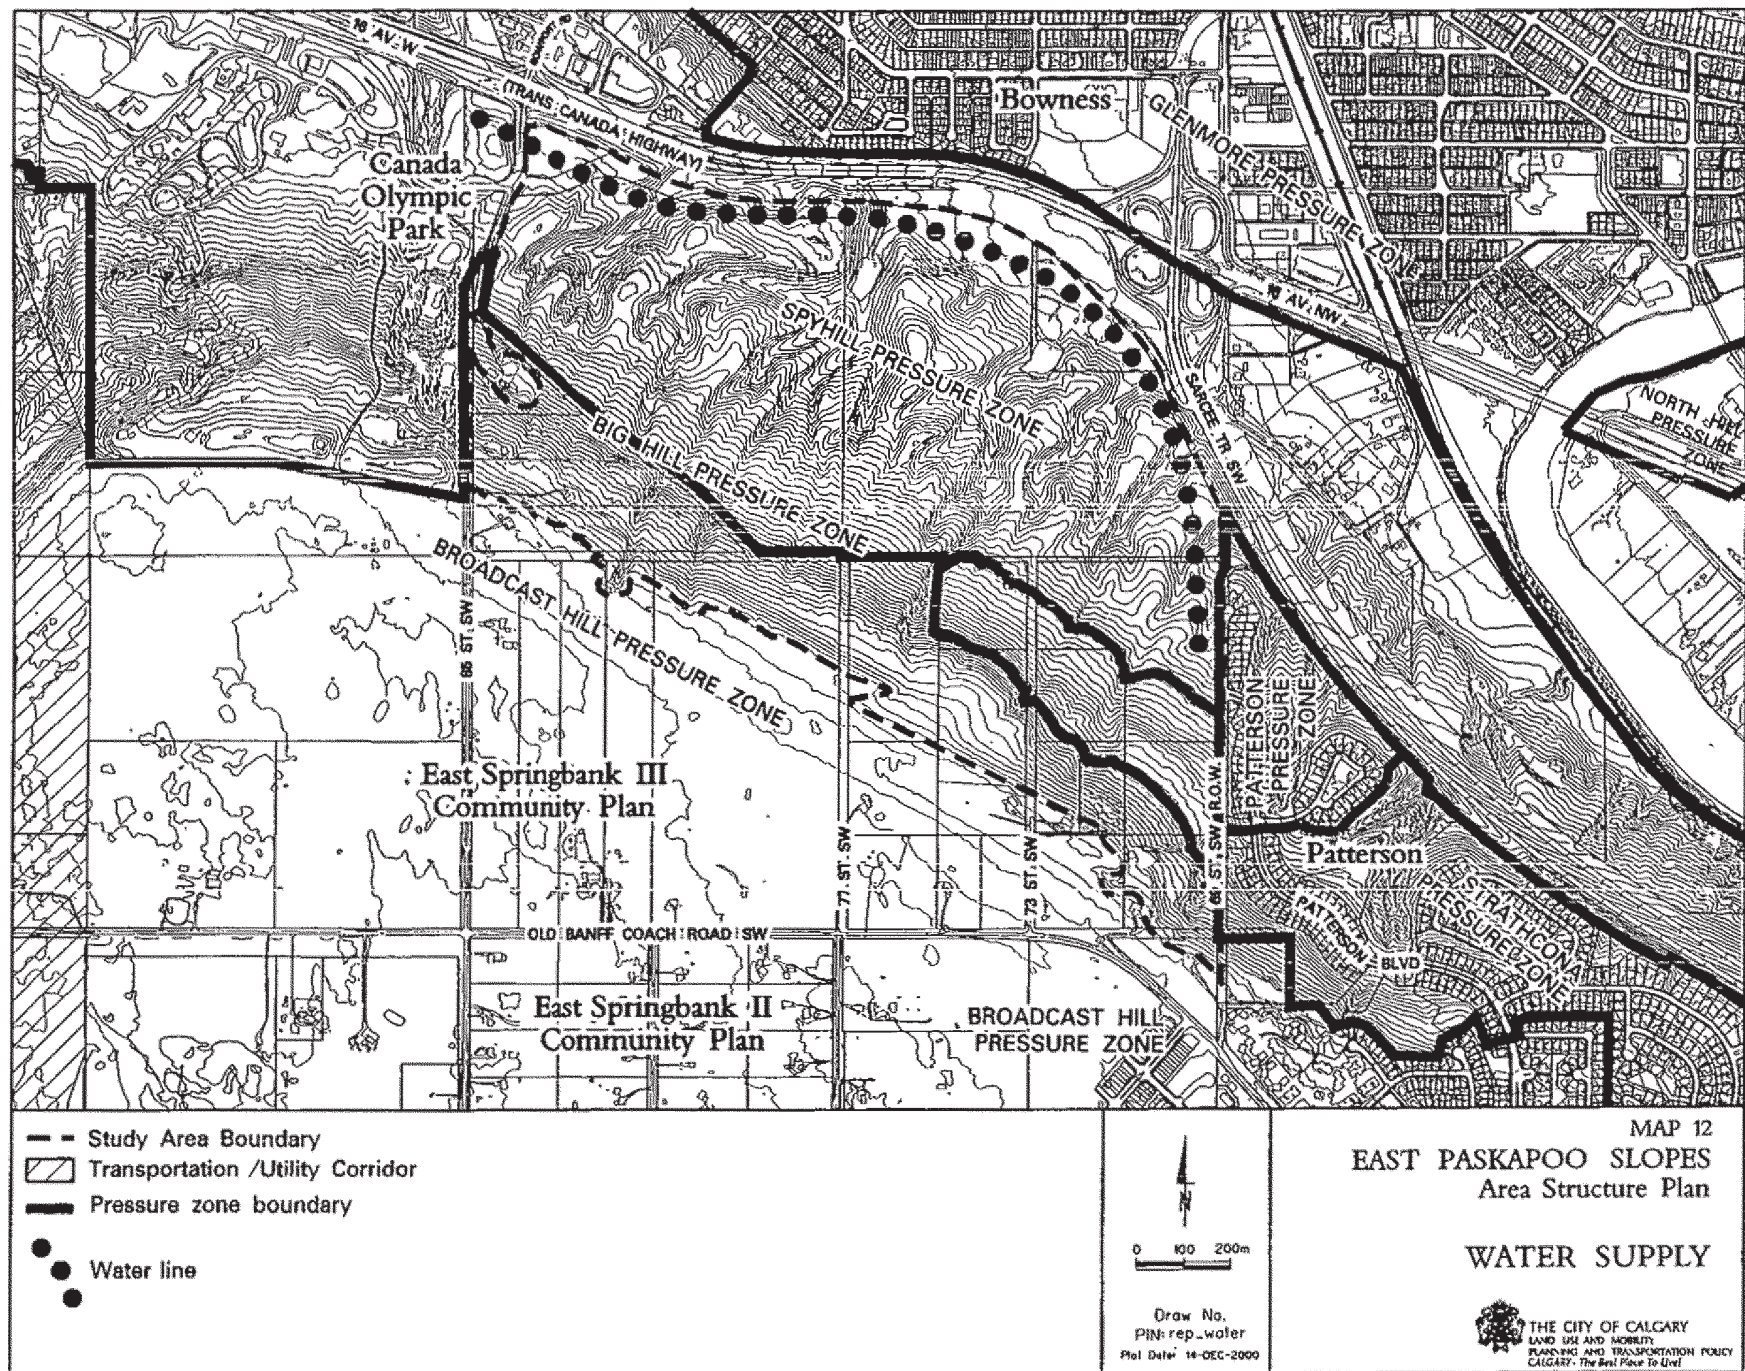 16 AV. W.
(TRANS CANADA HIGHWAY)
Bowness
GLENMORE PRESSURE ZONE
Canada
Olympic
Park
16 AV. NW
SPYHILL PRESSURE ZONE
SARCEE TR SW
NORTH HILL
PRESSURE
ZONE
BIG HILL PRESSURE ZONE
BROADCAST HILL PRESSURE ZONE
85 ST. SW
PATTERSON
PRESSURE
ZONE
East Springbank III
Community Plan
77 ST. SW
73 ST. SW
69 ST. SW R.O.W.
Patterson
STRATHCONA
PRESSURE ZONE
PATTERSON BLVD
OLD BANFF COACH ROAD SW
East Springbank II
Community Plan
BROADCAST HILL
PRESSURE ZONE
Study Area Boundary
Transportation /Utility Corridor
Pressure zone boundary
Water line
N
0 100 200m
Draw No.
PIN: rep_water
Plot Date: 14-DEC-2000
MAP 12
EAST PASKAPOO SLOPES
Area Structure Plan
WATER SUPPLY
THE CITY OF CALGARY
LAND USE AND MOBILITY
PLANNING AND TRANSPORTATION POLICY
CALGARY - The Best Place To Live!